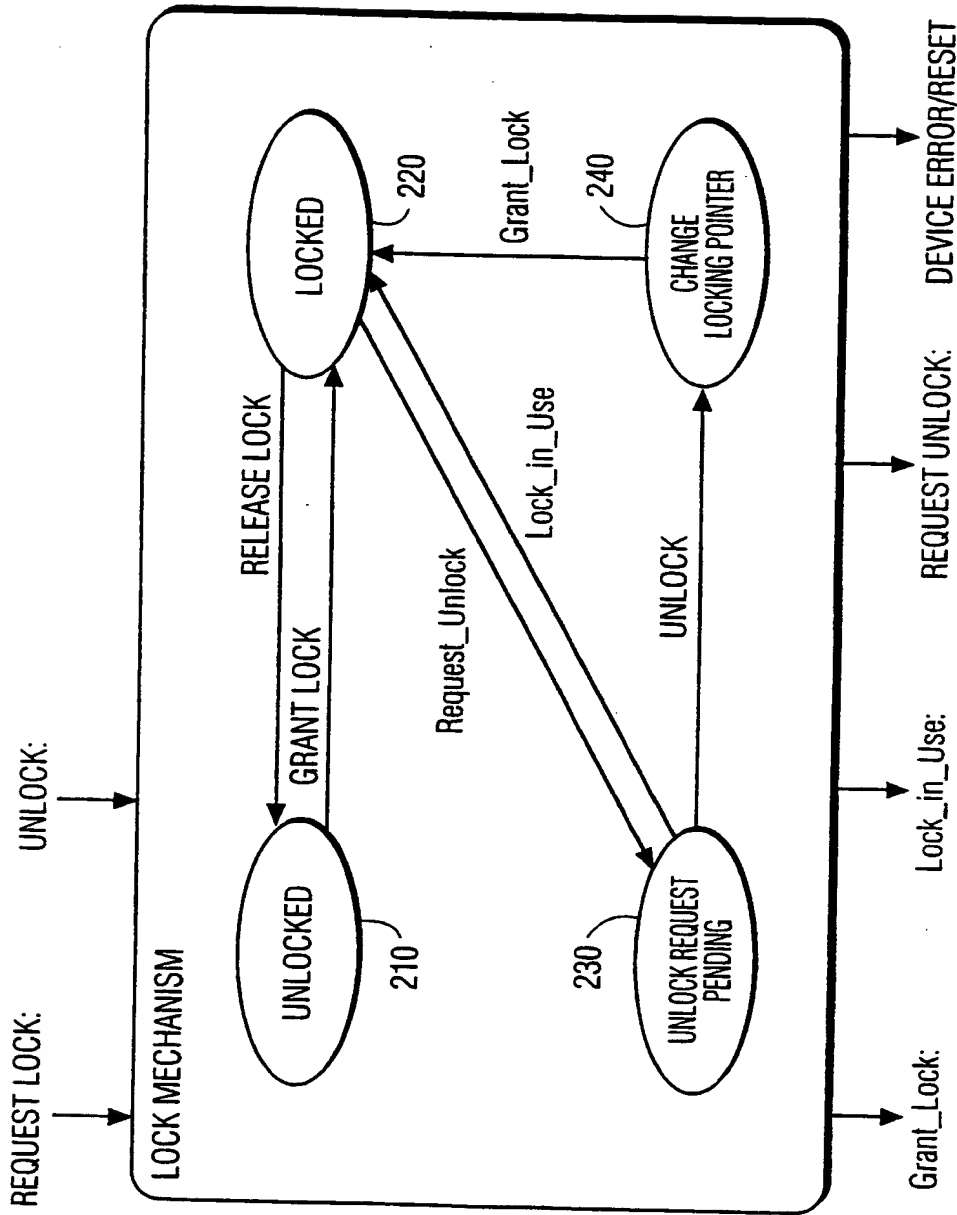 REQUEST LOCK:
UNLOCK:
LOCK MECHANISM
UNLOCKED
210
RELEASE LOCK
GRANT LOCK
LOCKED
220
Request_Unlock
Lock_in_Use
Grant_Lock
230
UNLOCK REQUEST
PENDING
UNLOCK
240
CHANGE
LOCKING POINTER
Grant_Lock:
Lock_in_Use:
REQUEST UNLOCK:
DEVICE ERROR/RESET